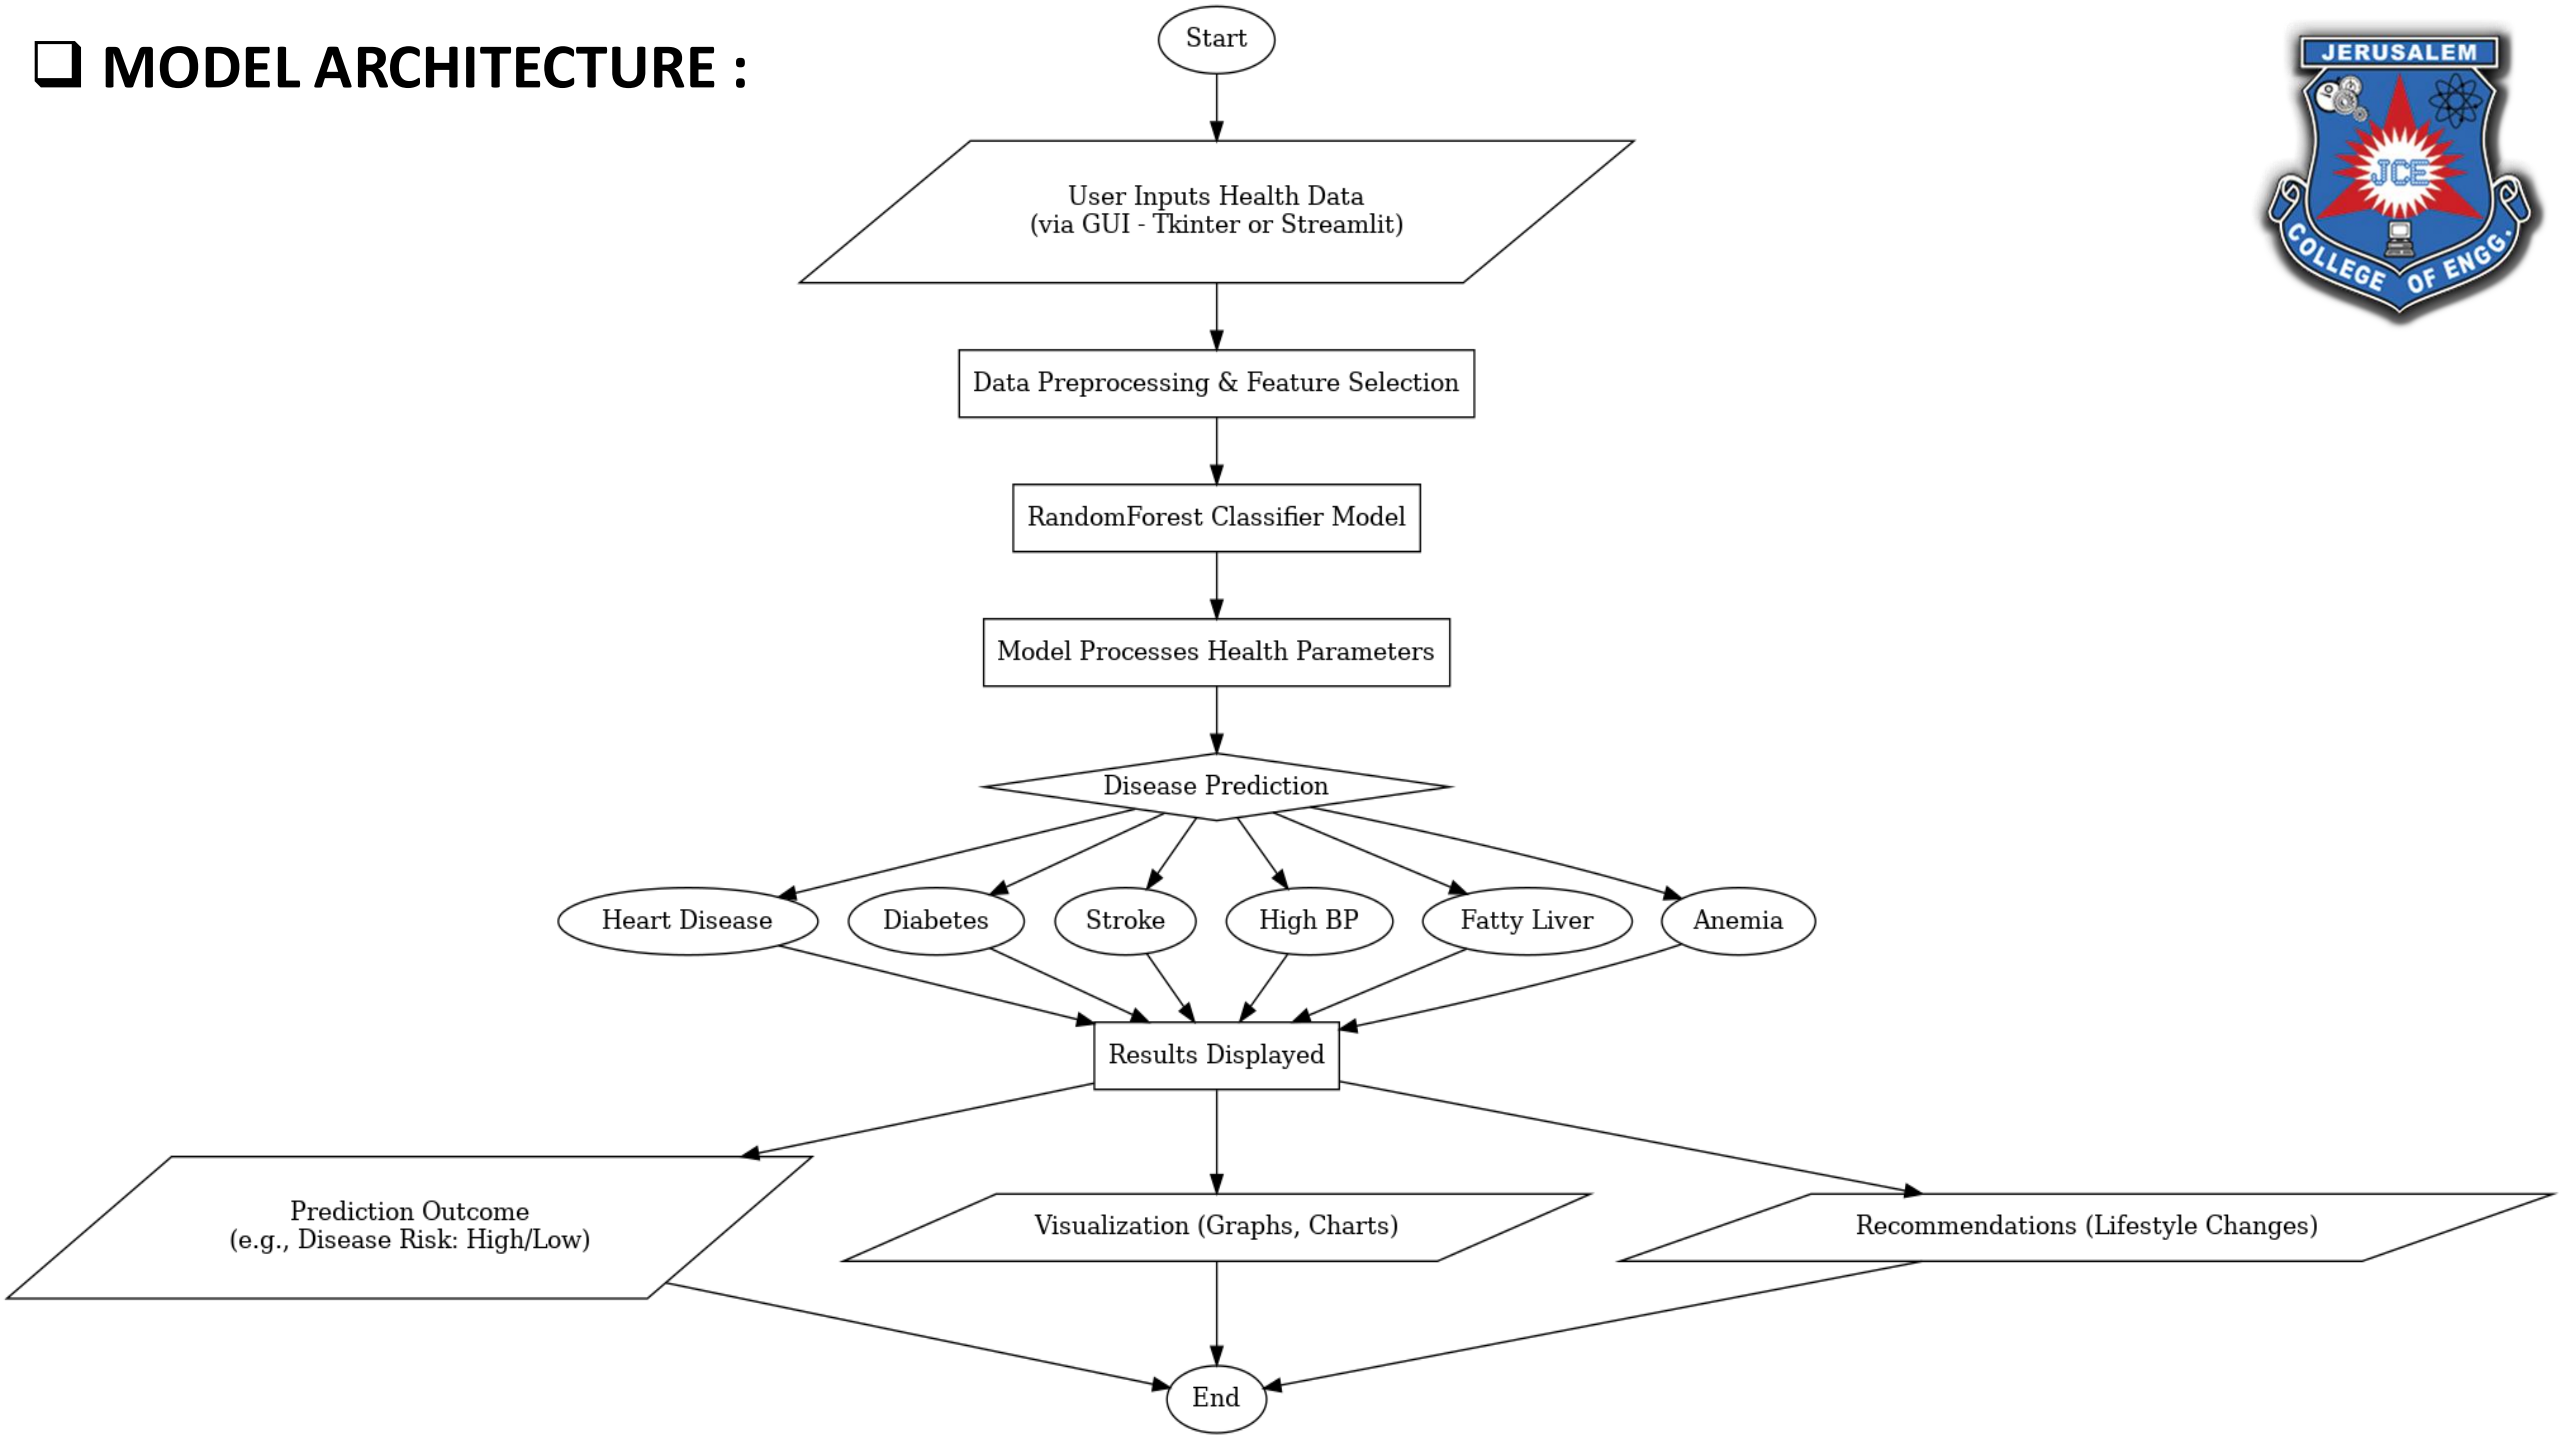 MODEL ARCHITECTURE :
JERUSALEM
JCE
COLLEGE OF ENGG.
Start
User Inputs Health Data
(via GUI - Tkinter or Streamlit)
Data Preprocessing & Feature Selection
RandomForest Classifier Model
Model Processes Health Parameters
Disease Prediction
Heart Disease
Diabetes
Stroke
High BP
Fatty Liver
Anemia
Results Displayed
Prediction Outcome
(e.g., Disease Risk: High/Low)
Visualization (Graphs, Charts)
Recommendations (Lifestyle Changes)
End